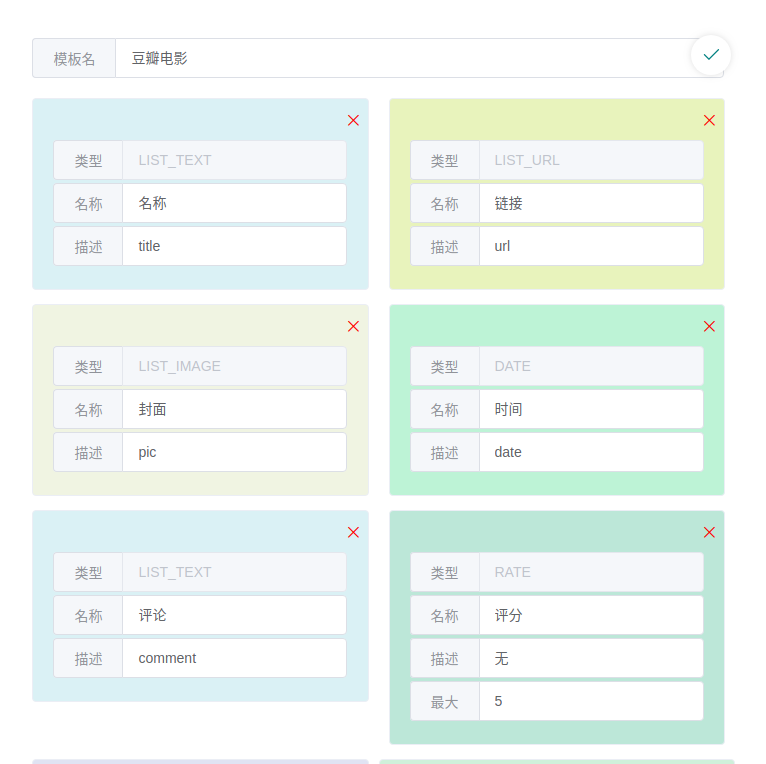 模板名 豆瓣电影
类型 LIST_TEXT
名称 名称
描述 title
类型 LIST_URL
名称 链接
描述 url
类型 LIST_IMAGE
名称 封面
描述 pic
类型 DATE
名称 时间
描述 date
类型 LIST_TEXT
名称 评论
描述 comment
类型 RATE
名称 评分
描述 无
最大 5